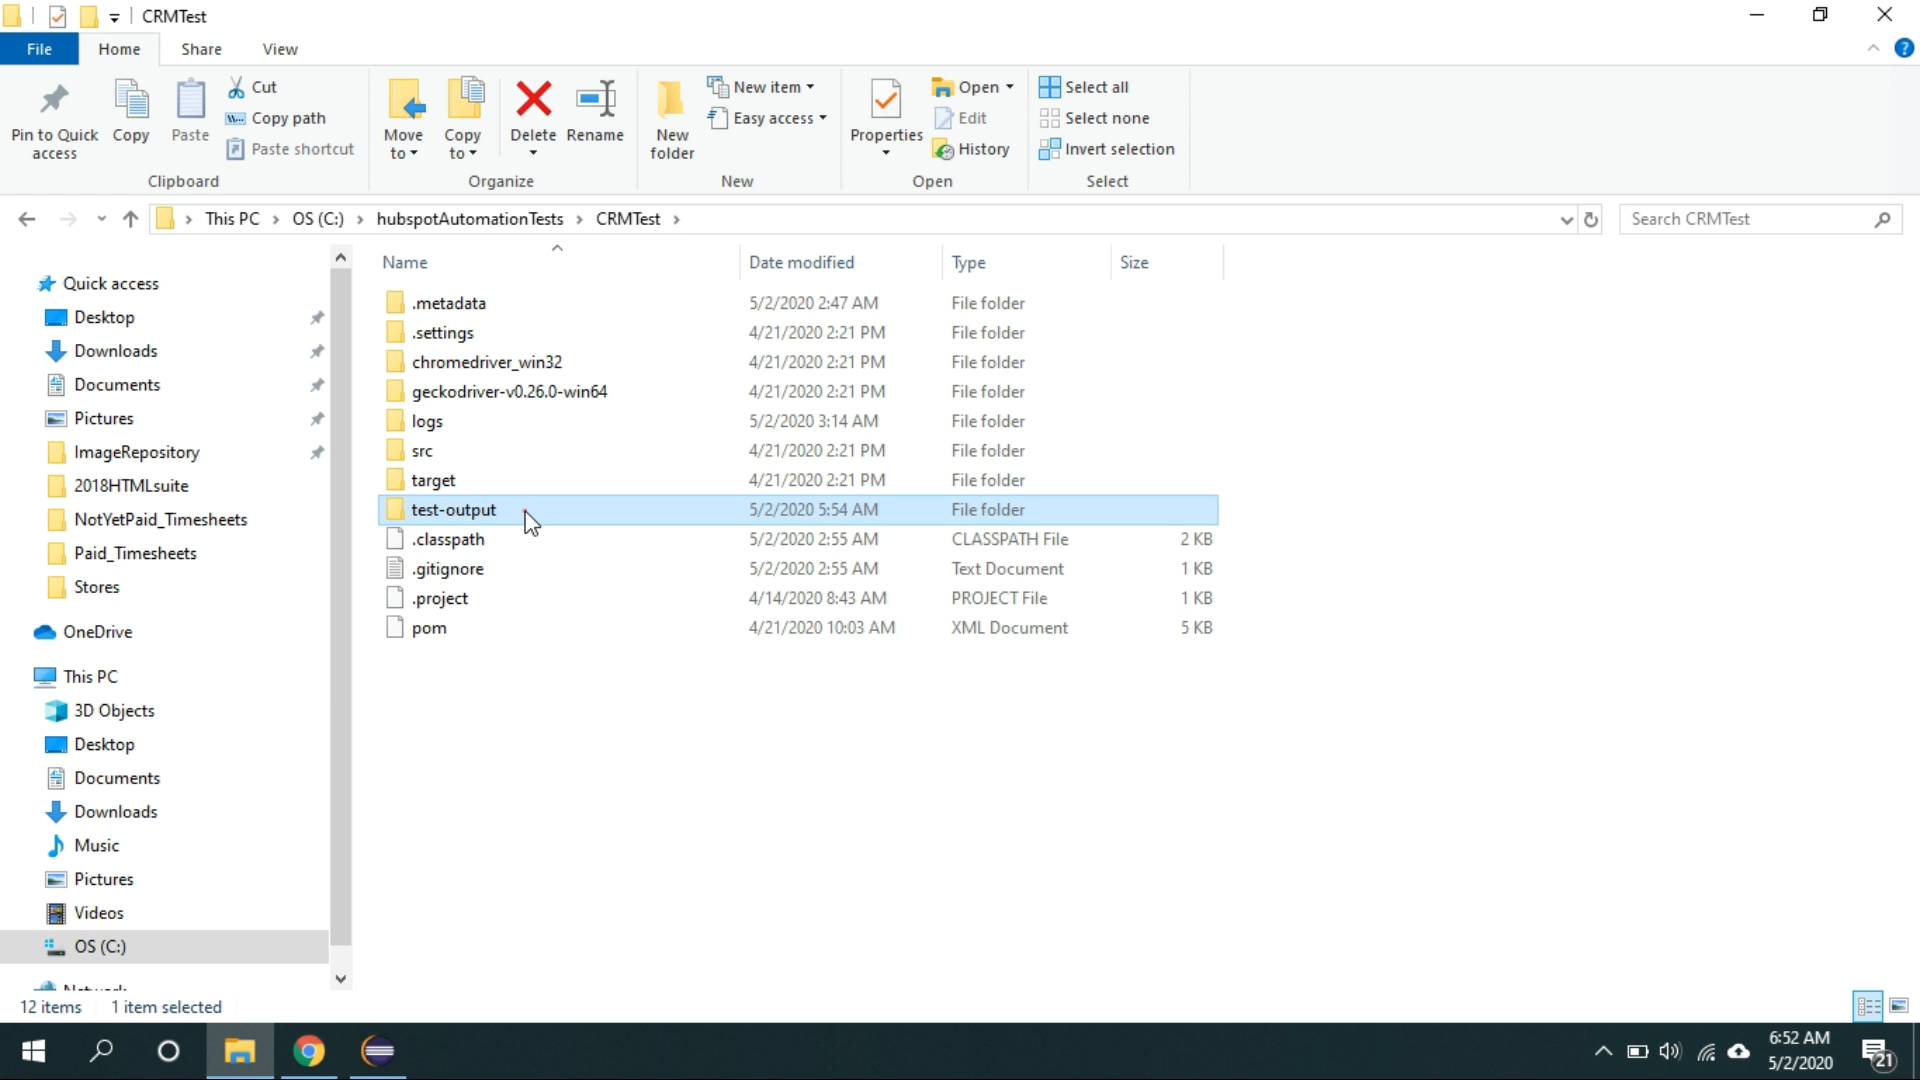 CRMTest
File Home Share View
Pin to Quick access
Copy
Paste
Cut
Copy path
Paste shortcut
Clipboard
Move to
Copy to
Delete
Rename
Organize
New folder
New item
Easy access
New
Properties
Open
Edit
History
Open
Select all
Select none
Invert selection
Select
This PC › OS (C:) › hubspotAutomationTests › CRMTest ›
Search CRMTest
Quick access
Desktop
Downloads
Documents
Pictures
ImageRepository
2018HTMLsuite
NotYetPaid_Timesheets
Paid_Timesheets
Stores
OneDrive
This PC
3D Objects
Desktop
Documents
Downloads
Music
Pictures
Videos
OS (C:)
Name Date modified Type Size
.metadata 5/2/2020 2:47 AM File folder
.settings 4/21/2020 2:21 PM File folder
chromedriver_win32 4/21/2020 2:21 PM File folder
geckodriver-v0.26.0-win64 4/21/2020 2:21 PM File folder
logs 5/2/2020 3:14 AM File folder
src 4/21/2020 2:21 PM File folder
target 4/21/2020 2:21 PM File folder
test-output 5/2/2020 5:54 AM File folder
.classpath 5/2/2020 2:55 AM CLASSPATH File 2 KB
.gitignore 5/2/2020 2:55 AM Text Document 1 KB
.project 4/14/2020 8:43 AM PROJECT File 1 KB
pom 4/21/2020 10:03 AM XML Document 5 KB
12 items 1 item selected
6:52 AM
5/2/2020
21